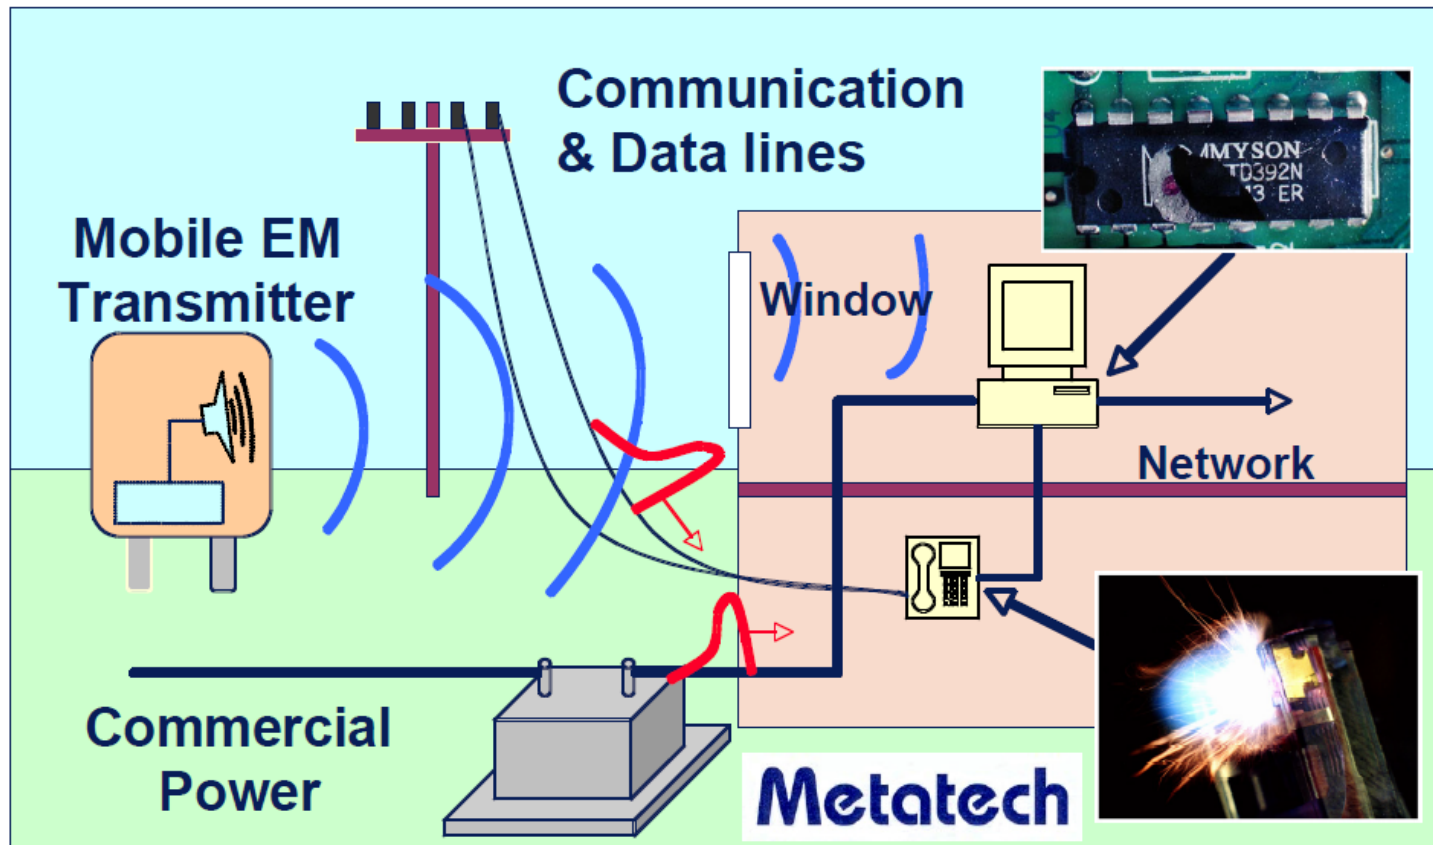 Communication
& Data lines
Mobile EM
Transmitter
Window
MYSON
TD392N
ER
Network
Commercial
Power
Metatech